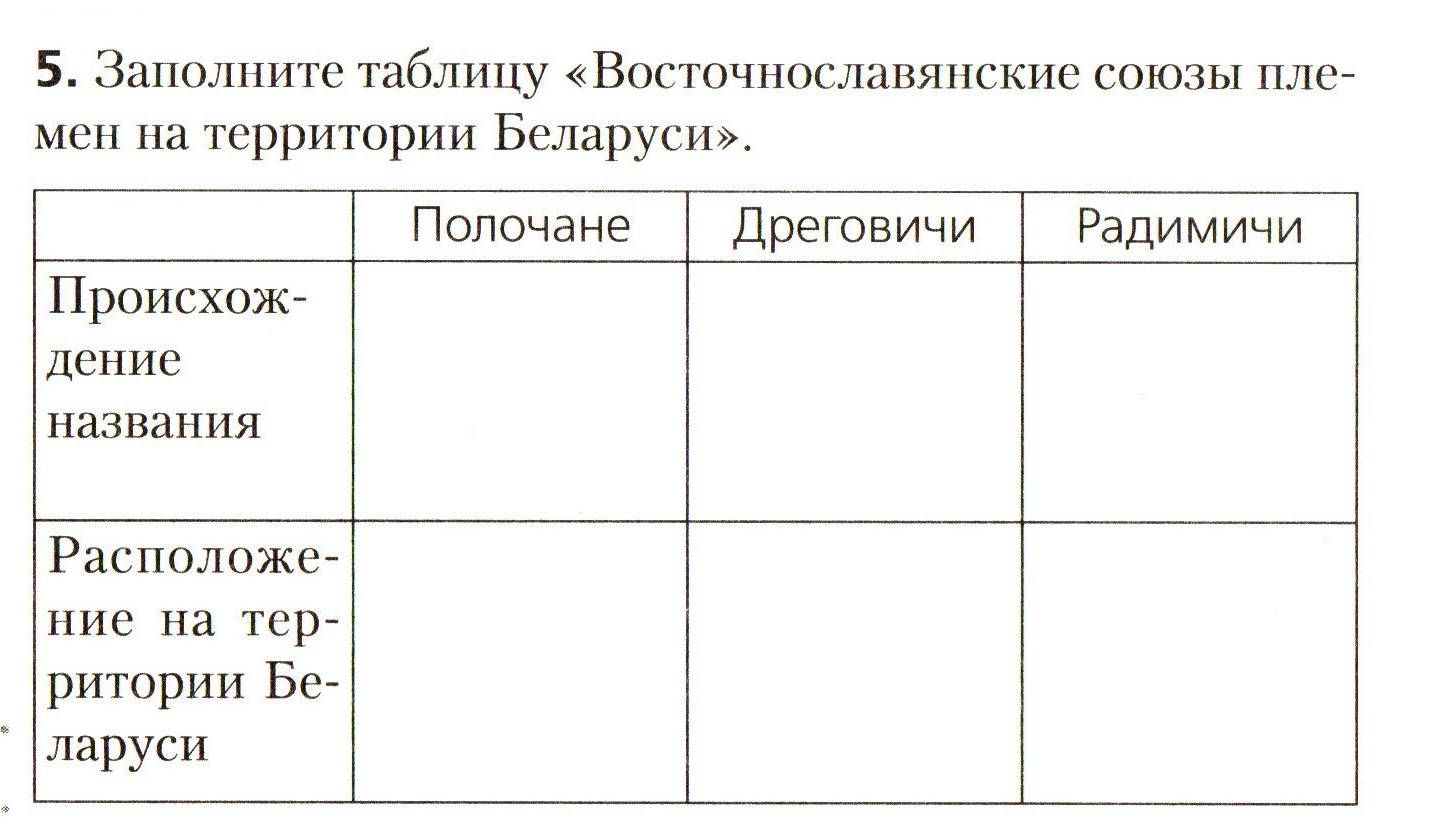 5. Заполните таблицу «Восточнославянские союзы пле-
мен на территории Беларуси».
Полочане Дреговичи Радимичи
Происхож-
дение
названия
Расположе-
ние на тер-
ритории Бе-
ларуси